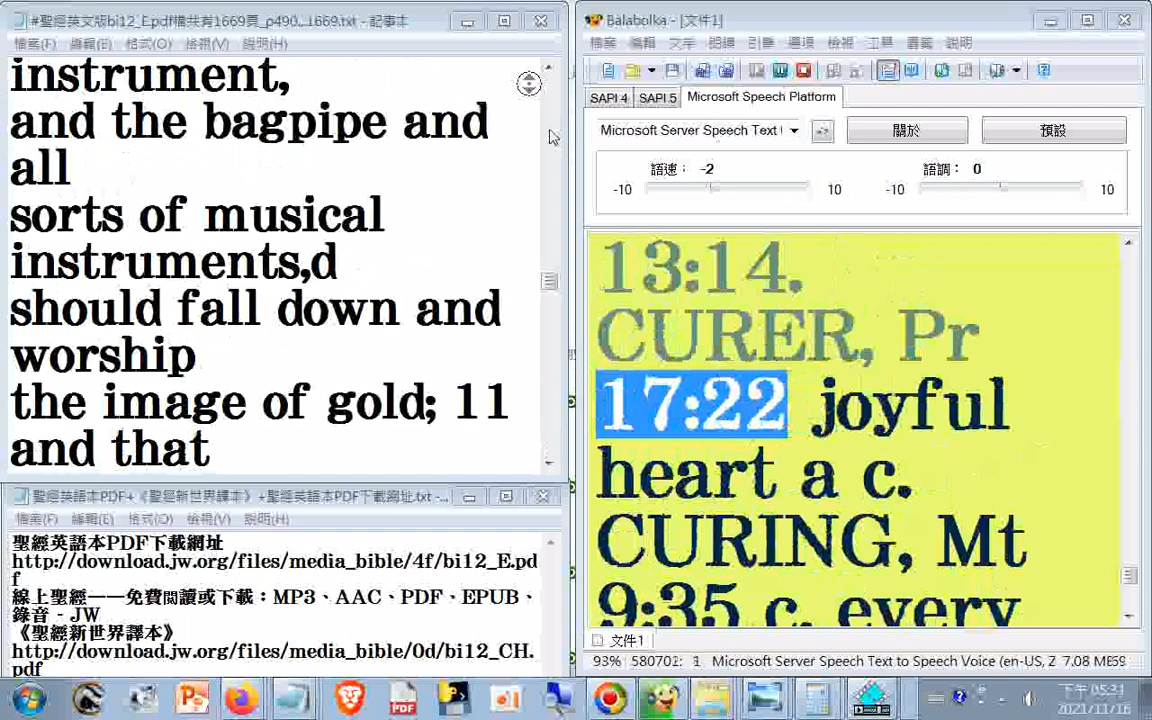 #聖經英文版bi12_E.pdf檔共有1669頁_p490..1669.txt - 記事本
檔案(F) 編輯(E) 格式(O) 檢視(V) 說明(H)
instrument,
and the bagpipe and
all
sorts of musical
instruments,d
should fall down and
worship
the image of gold; 11
and that
聖經英語本PDF+《聖經新世界譯本》+聖經英語本PDF下載網址.txt - ...
檔案(F) 編輯(E) 格式(O) 檢視(V) 說明(H)
聖經英語本PDF下載網址
http://download.jw.org/files/media_bible/4f/bi12_E.pd
f
線上聖經——免費閱讀或下載：MP3、AAC、PDF、EPUB、
錄音 - JW
《聖經新世界譯本》
http://download.jw.org/files/media_bible/0d/bi12_CH.
pdf
Balabolka - [文件1]
檔案 編輯 文字 朗讀 引擎 選項 檢視 工具 書籤 說明
SAPI 4 SAPI 5 Microsoft Speech Platform
Microsoft Server Speech Text 關於 預設
語速： -2 語調： 0
-10 10 -10 10
13:14.
CURER, Pr
17:22 joyful
heart a c.
CURING, Mt
9:35 c. every
文件1
93% 580702: 1 Microsoft Server Speech Text to Speech Voice (en-US, Z 7.08 MB
下午 05:31
2021/11/16